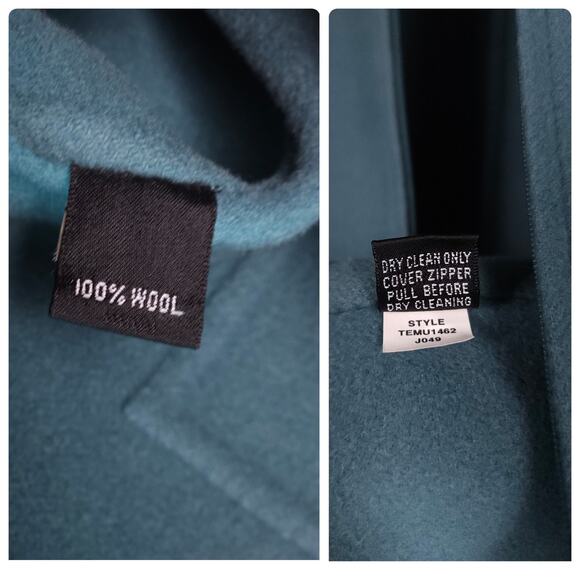 100% WOOL
DRY CLEAN ONLY
COVER ZIPPER
PULL BEFORE
DRY CLEANING
STYLE
TEMU1462
J049